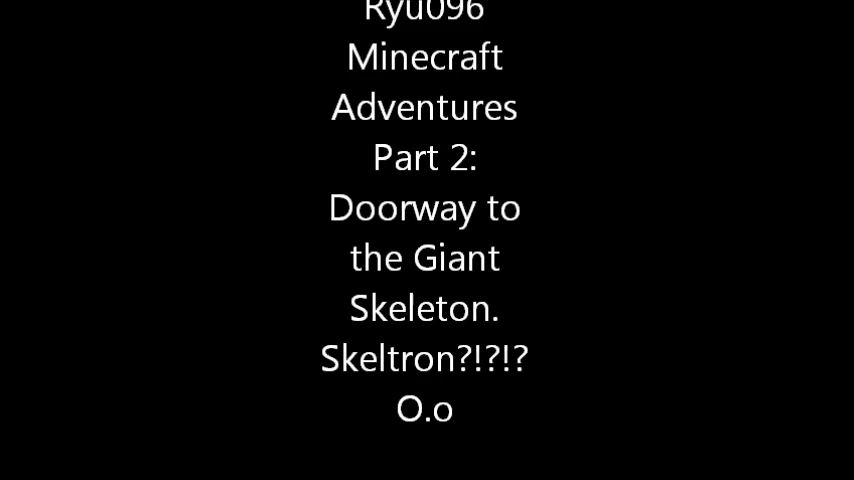 Ryu096
Minecraft
Adventures
Part 2:
Doorway to
the Giant
Skeleton.
Skeltron?!?!?
O.o